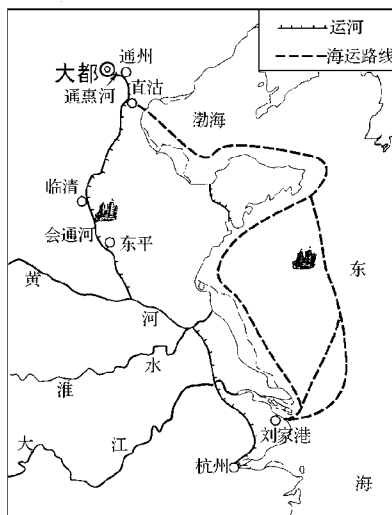 运河
海运路线
通州
大都
通惠河
直沽
渤海
临清
会通河
东平
黄
河
东
淮
水
大
江
刘家港
杭州
海